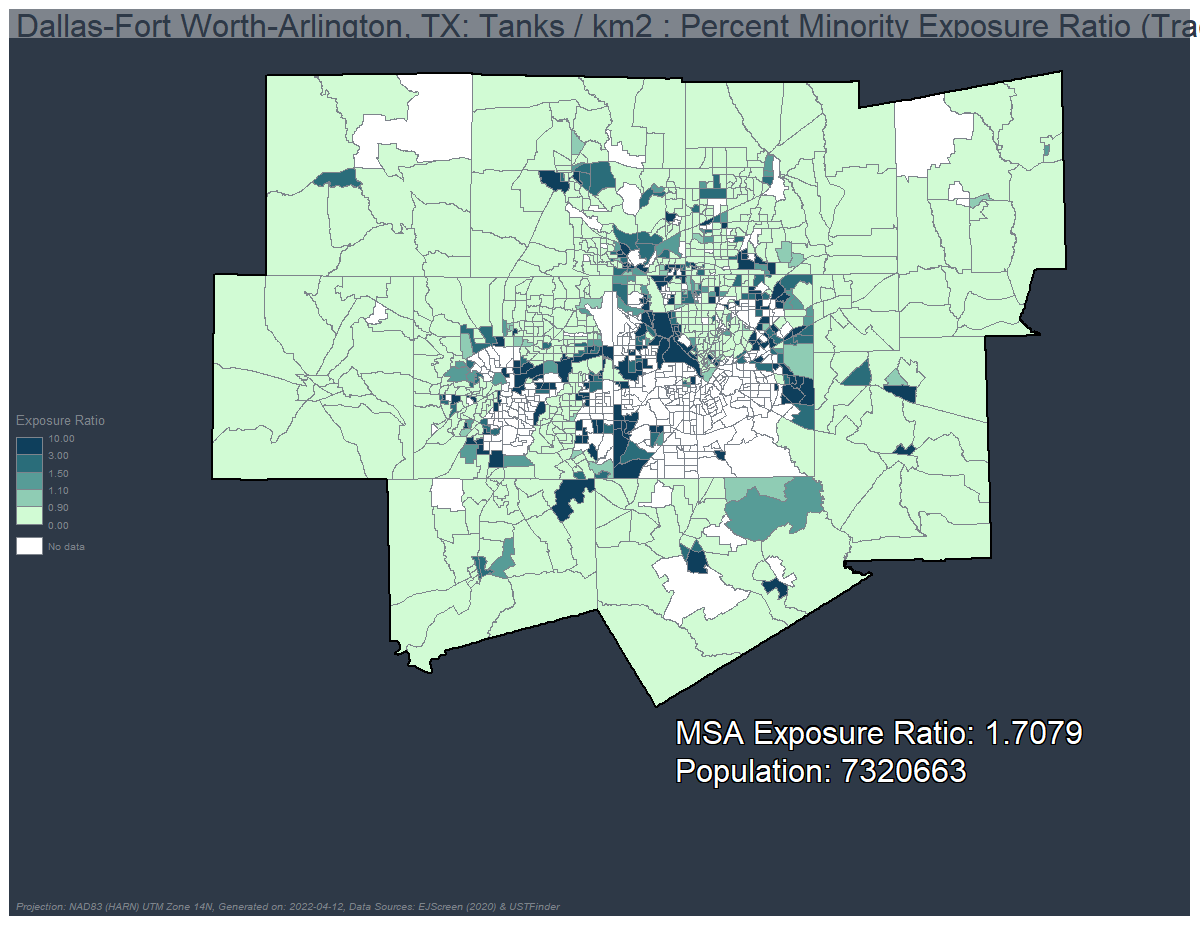 Dallas-Fort Worth-Arlington, TX: Tanks / km2 : Percent Minority Exposure Ratio (Tra
Exposure Ratio
10.00
3.00
1.50
1.10
0.90
0.00
No data
MSA Exposure Ratio: 1.7079
Population: 7320663
Projection: NAD83 (HARN) UTM Zone 14N, Generated on: 2022-04-12, Data Sources: EJScreen (2020) & USTFinder